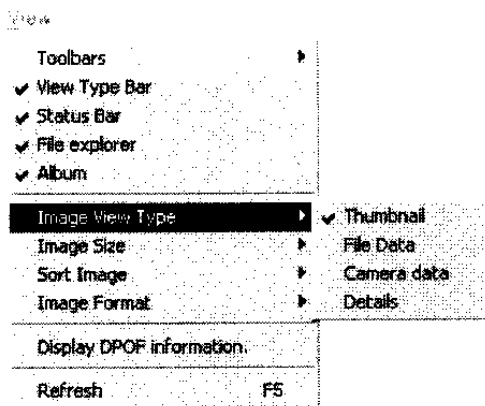 View
Toolbars
View Type Bar
Status Bar
File explorer
Album
Image View Type
Image Size
Sort Image
Image Format
Display DPOF information.
Refresh F5
Thumbnail
File Data
Camera data
Details